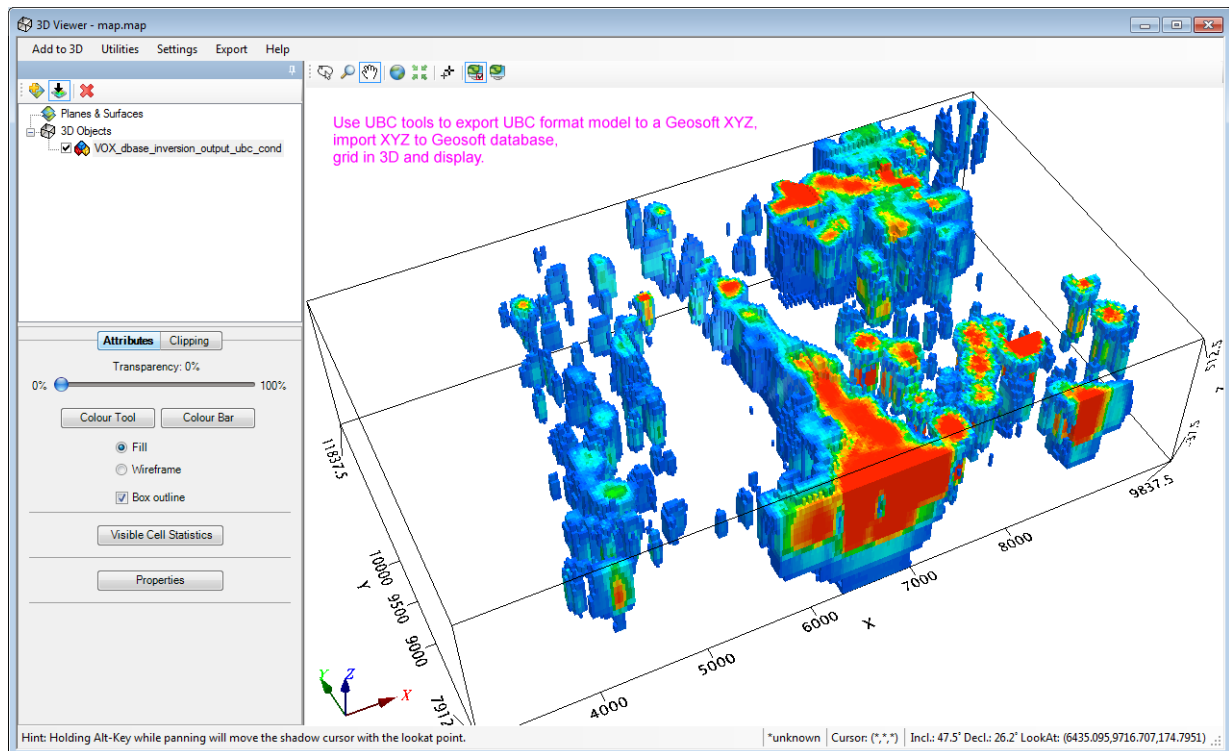 3D Viewer - map.map
Add to 3D Utilities Settings Export Help
Planes & Surfaces
3D Objects
VOX_dbase_inversion_output_ubc_cond
Use UBC tools to export UBC format model to a Geosoft XYZ,
import XYZ to Geosoft database,
grid in 3D and display.
Attributes Clipping
Transparency: 0%
0% 100%
Colour Tool Colour Bar
Fill
Wireframe
Box outline
Visible Cell Statistics
Properties
11837.5
10000
Y
9500
9000
7912
4000
5000
6000
X
7000
8000
9837.5
Y Z X
Hint: Holding Alt-Key while panning will move the shadow cursor with the lookat point.
*unknown Cursor: (*,*,*) Incl.: 47.5° Decl.: 26.2° LookAt: (6435.095,9716.707,174.7951)